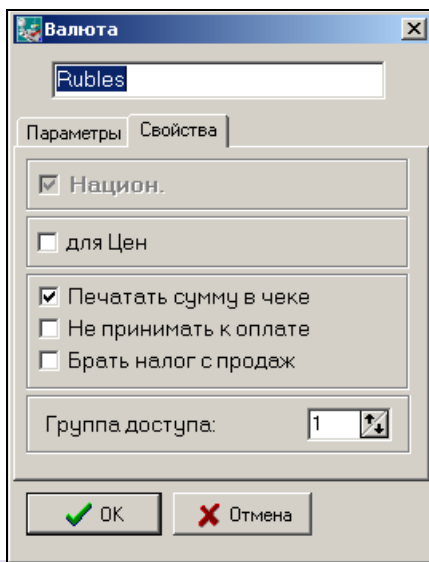 Валюта
Rubles
Параметры Свойства
Национ.
для Цен
Печатать сумму в чеке
Не принимать к оплате
Брать налог с продаж
Группа доступа: 1
OK Отмена